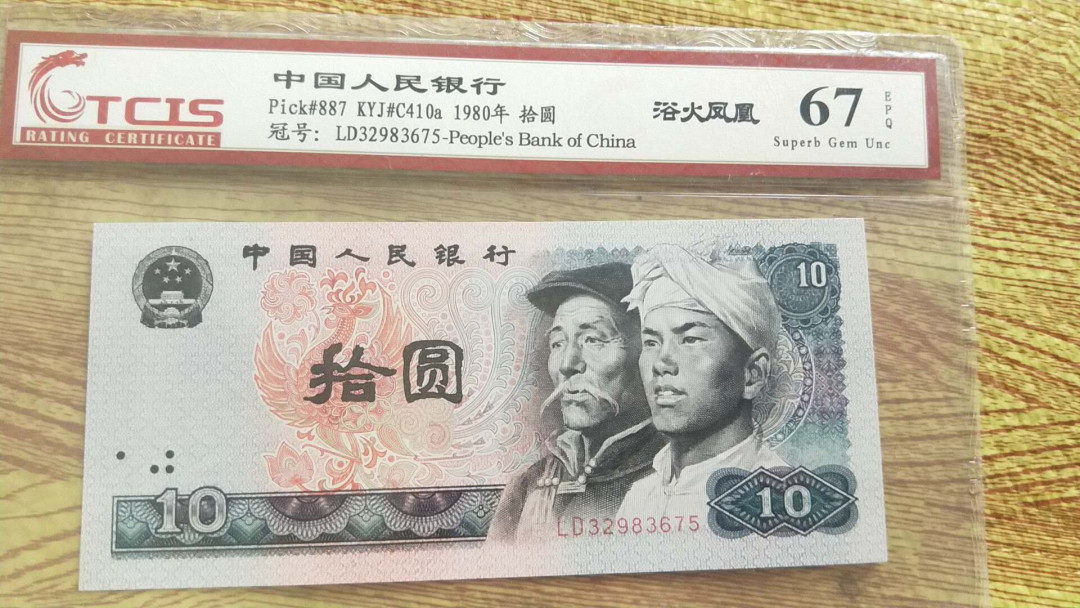 TCIS
RATING CERTIFICATE
中国人民银行
Pick#887 KYJ#C410a 1980年 拾圆
冠号: LD32983675-People's Bank of China
浴火凤凰
67
EPQ
Superb Gem Unc
中国人民银行
10
拾圆
10
LD32983675
10